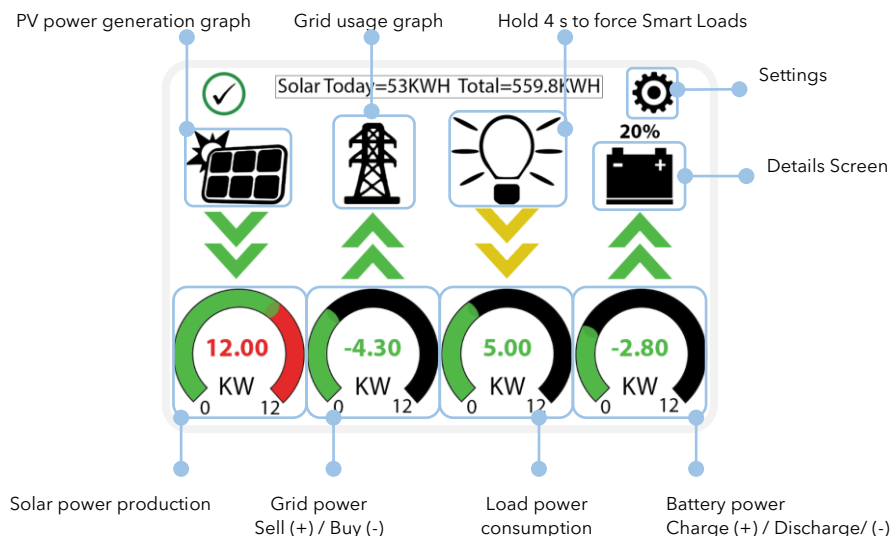 PV power generation graph
Grid usage graph
Hold 4 s to force Smart Loads
Settings
Solar Today=53KWH Total=559.8KWH
20%
- +
Details Screen
12.00
KW
0 12
-4.30
KW
0 12
5.00
KW
0 12
-2.80
KW
0 12
Solar power production
Grid power
Sell (+) / Buy (-)
Load power
consumption
Battery power
Charge (+) / Discharge/ (-)